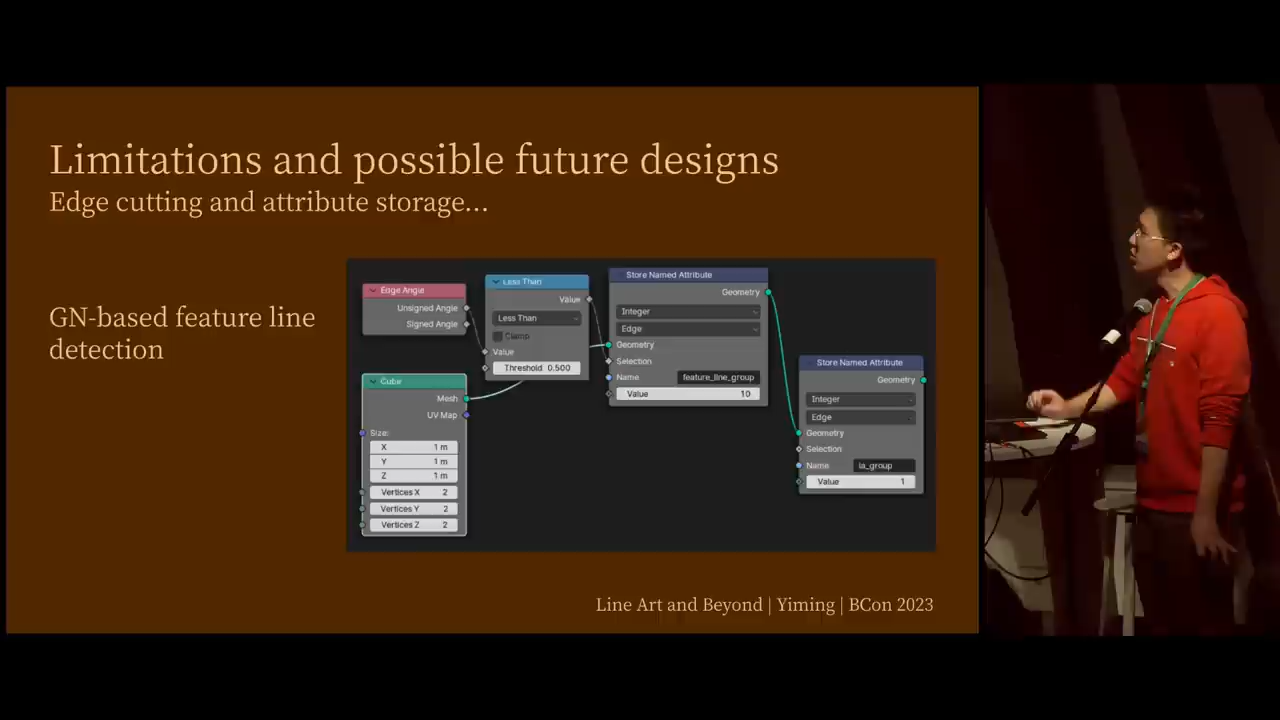 Limitations and possible future designs
Edge cutting and attribute storage...
GN-based feature line
detection
Edge Angle
Unsigned Angle
Signed Angle
Less Than
Value
Less Than
Clamp
Value
Threshold 0.500
Cube
Mesh
UV Map
Size:
X 1 m
Y 1 m
Z 1 m
Vertices X 2
Vertices Y 2
Vertices Z 2
Store Named Attribute
Geometry
Integer
Edge
Geometry
Selection
Name feature_line_group
Value 10
Store Named Attribute
Geometry
Integer
Edge
Geometry
Selection
Name la_group
Value 1
Line Art and Beyond | Yiming | BCon 2023